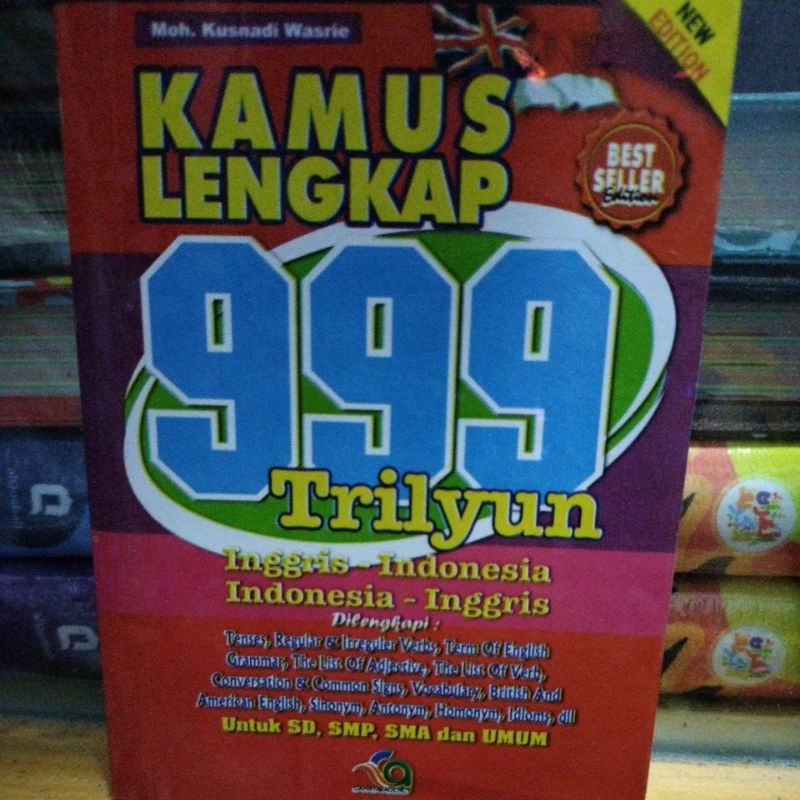 Moh. Kusnadi Wasrie
NEW
EDITION
KAMUS
LENGKAP
BEST
SELLER
Edition
999
Trilyun
Inggris - Indonesia
Indonesia - Inggris
Dilengkapi :
Tenses, Regular & Irreguler Verbs, Term Of English
Grammar, The List Of Adjective, The List Of Verb,
Conversation & Common Signs, Vocabulary, British And
American English, Sinonym, Antonym, Homonym, Idioms, dll
Untuk SD, SMP, SMA dan UMUM